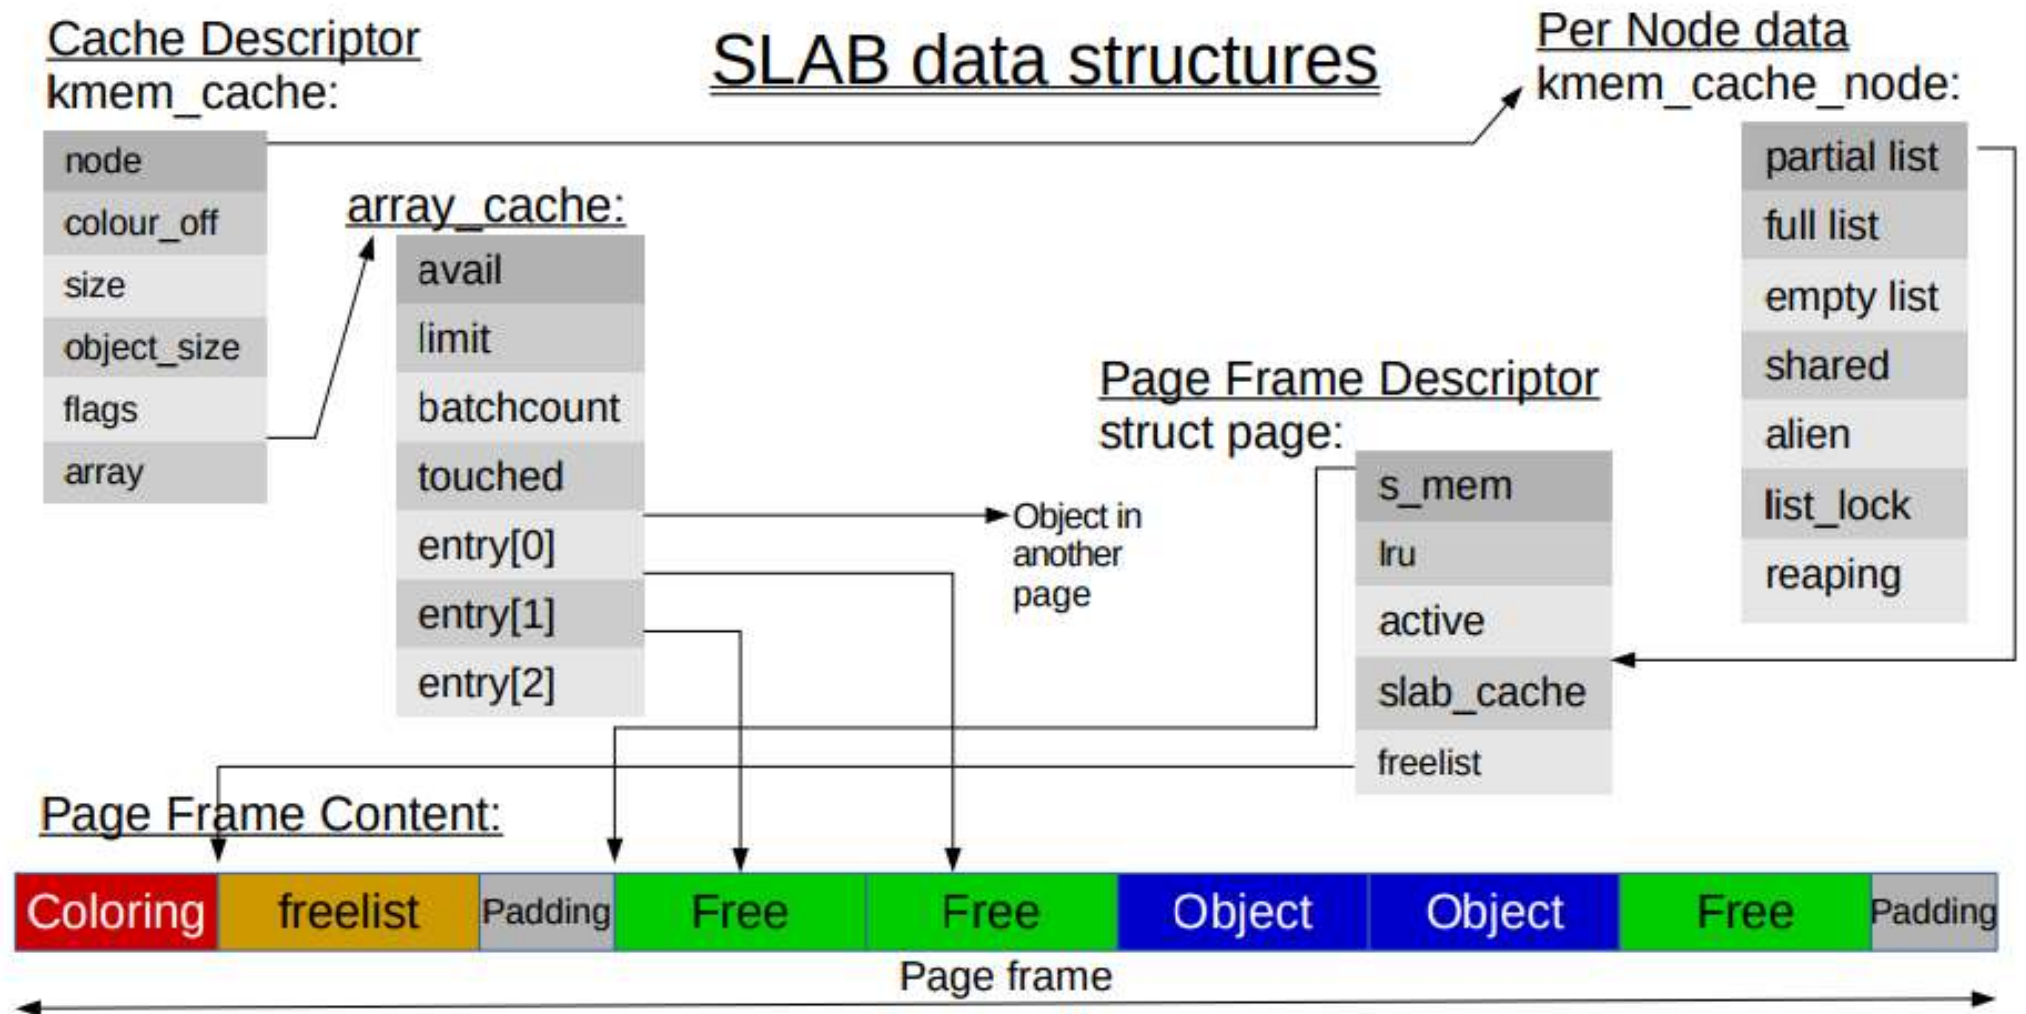 SLAB data structures
Cache Descriptor
kmem_cache:
node
colour_off
size
object_size
flags
array
array_cache:
avail
limit
batchcount
touched
entry[0]
entry[1]
entry[2]
Object in
another
page
Per Node data
kmem_cache_node:
partial list
full list
empty list
shared
alien
list_lock
reaping
Page Frame Descriptor
struct page:
s_mem
lru
active
slab_cache
freelist
Page Frame Content:
Coloring freelist Padding Free Free Object Object Free Padding
Page frame